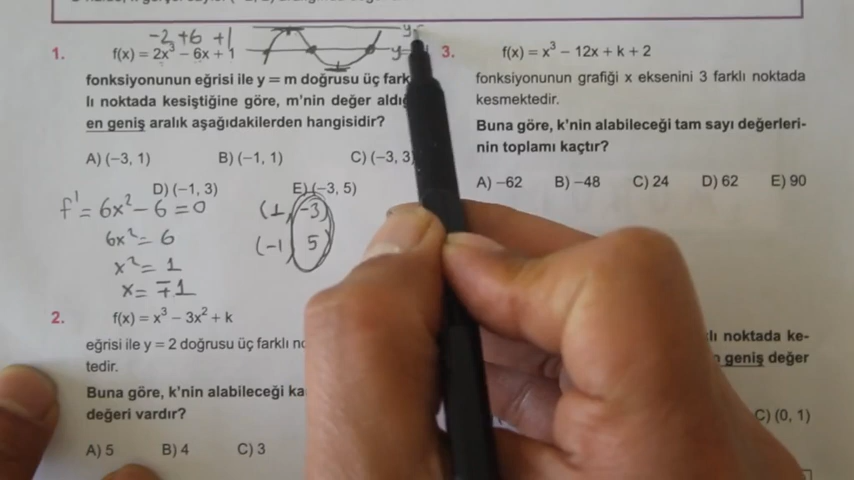 -2+6 +1
y
y
1. f(x) = 2x³ – 6x + 1
fonksiyonunun eğrisi ile y = m doğrusu üç fark
lı noktada kesiştiğine göre, m'nin değer aldığ
en geniş aralık aşağıdakilerden hangisidir?
A) (–3, 1) B) (–1, 1) C) (–3, 3
D) (–1, 3) E) (–3, 5)
f' = 6x² – 6 = 0
6x² = 6
x² = 1
x = ∓1
(1, -3)
(-1, 5
2. f(x) = x³ – 3x² + k
eğrisi ile y = 2 doğrusu üç farklı
tedir.
Buna göre, k'nin alabileceği
değeri vardır?
A) 5 B) 4 C) 3
3. f(x) = x³ – 12x + k + 2
fonksiyonunun grafiği x eksenini 3 farklı noktada
kesmektedir.
Buna göre, k'nin alabileceği tam sayı değerleri-
nin toplamı kaçtır?
A) –62 B) –48 C) 24 D) 62 E) 90
lı noktada ke-
geniş değer
C) (0, 1)